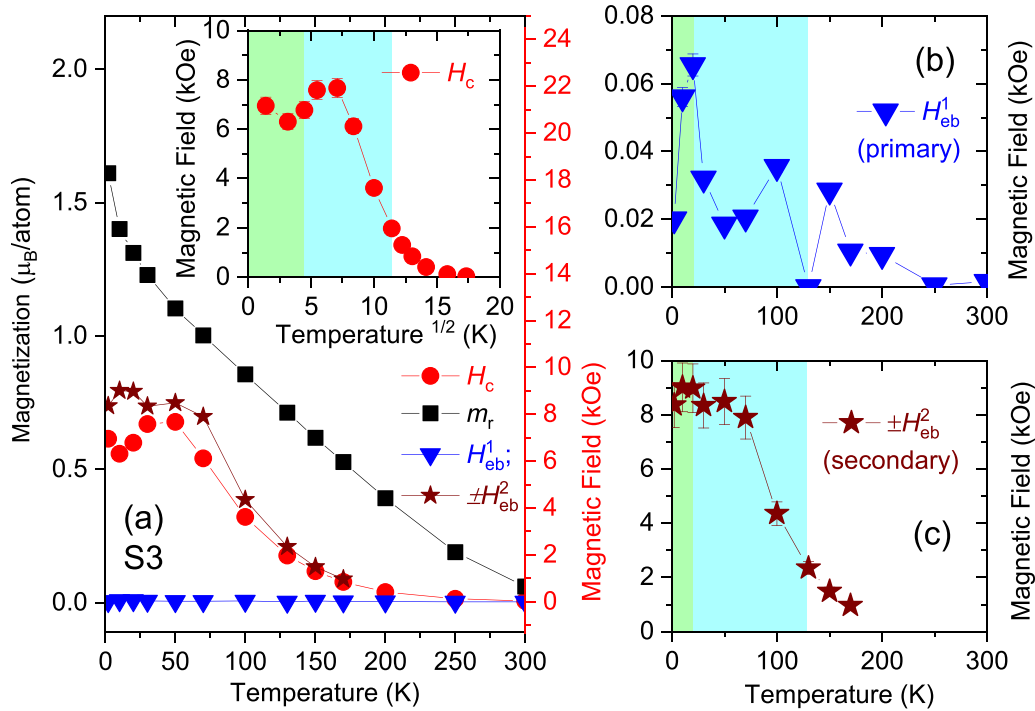 Magnetization (μB/atom)
2.0
1.5
1.0
0.5
0.0
0 50 100 150 200 250 300
Temperature (K)
(a)
S3
Hc
mr
H¹eb;
±H²eb
24
22
20
18
16
14
12
10
8
6
4
2
0
Magnetic Field (kOe)
Magnetic Field (kOe)
10
8
6
4
2
0
0 5 10 15 20
Temperature 1/2 (K)
Hc
(b)
H¹eb
(primary)
0.08
0.06
0.04
0.02
0.00
0 100 200 300
Magnetic Field (kOe)
(c)
±H²eb
(secondary)
10
8
6
4
2
0
0 100 200 300
Temperature (K)
Magnetic Field (kOe)